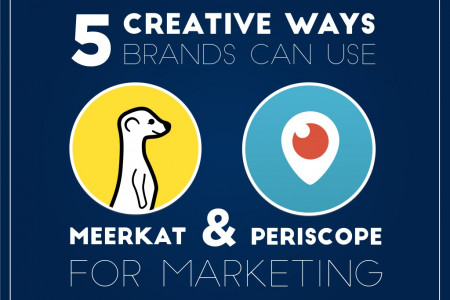 5 CREATIVE WAYS
BRANDS CAN USE
MEERKAT & PERISCOPE
FOR MARKETING